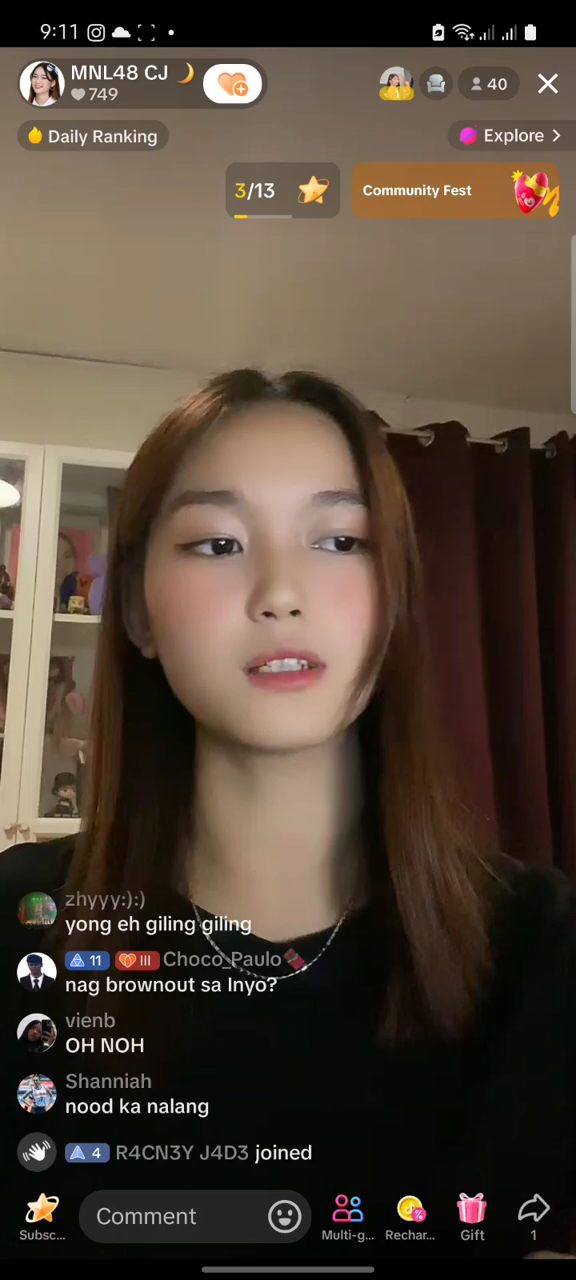 9:11
MNL48 CJ 🌙
749
40
Daily Ranking
Explore
3/13
Community Fest
zhyyy:):)
yong eh giling giling
11 III Choco_Paulo🍫
nag brownout sa Inyo?
vienb
OH NOH
Shanniah
nood ka nalang
4 R4CN3Y J4D3 joined
Comment
Subsc...
Multi-g...
Rechar...
Gift
1